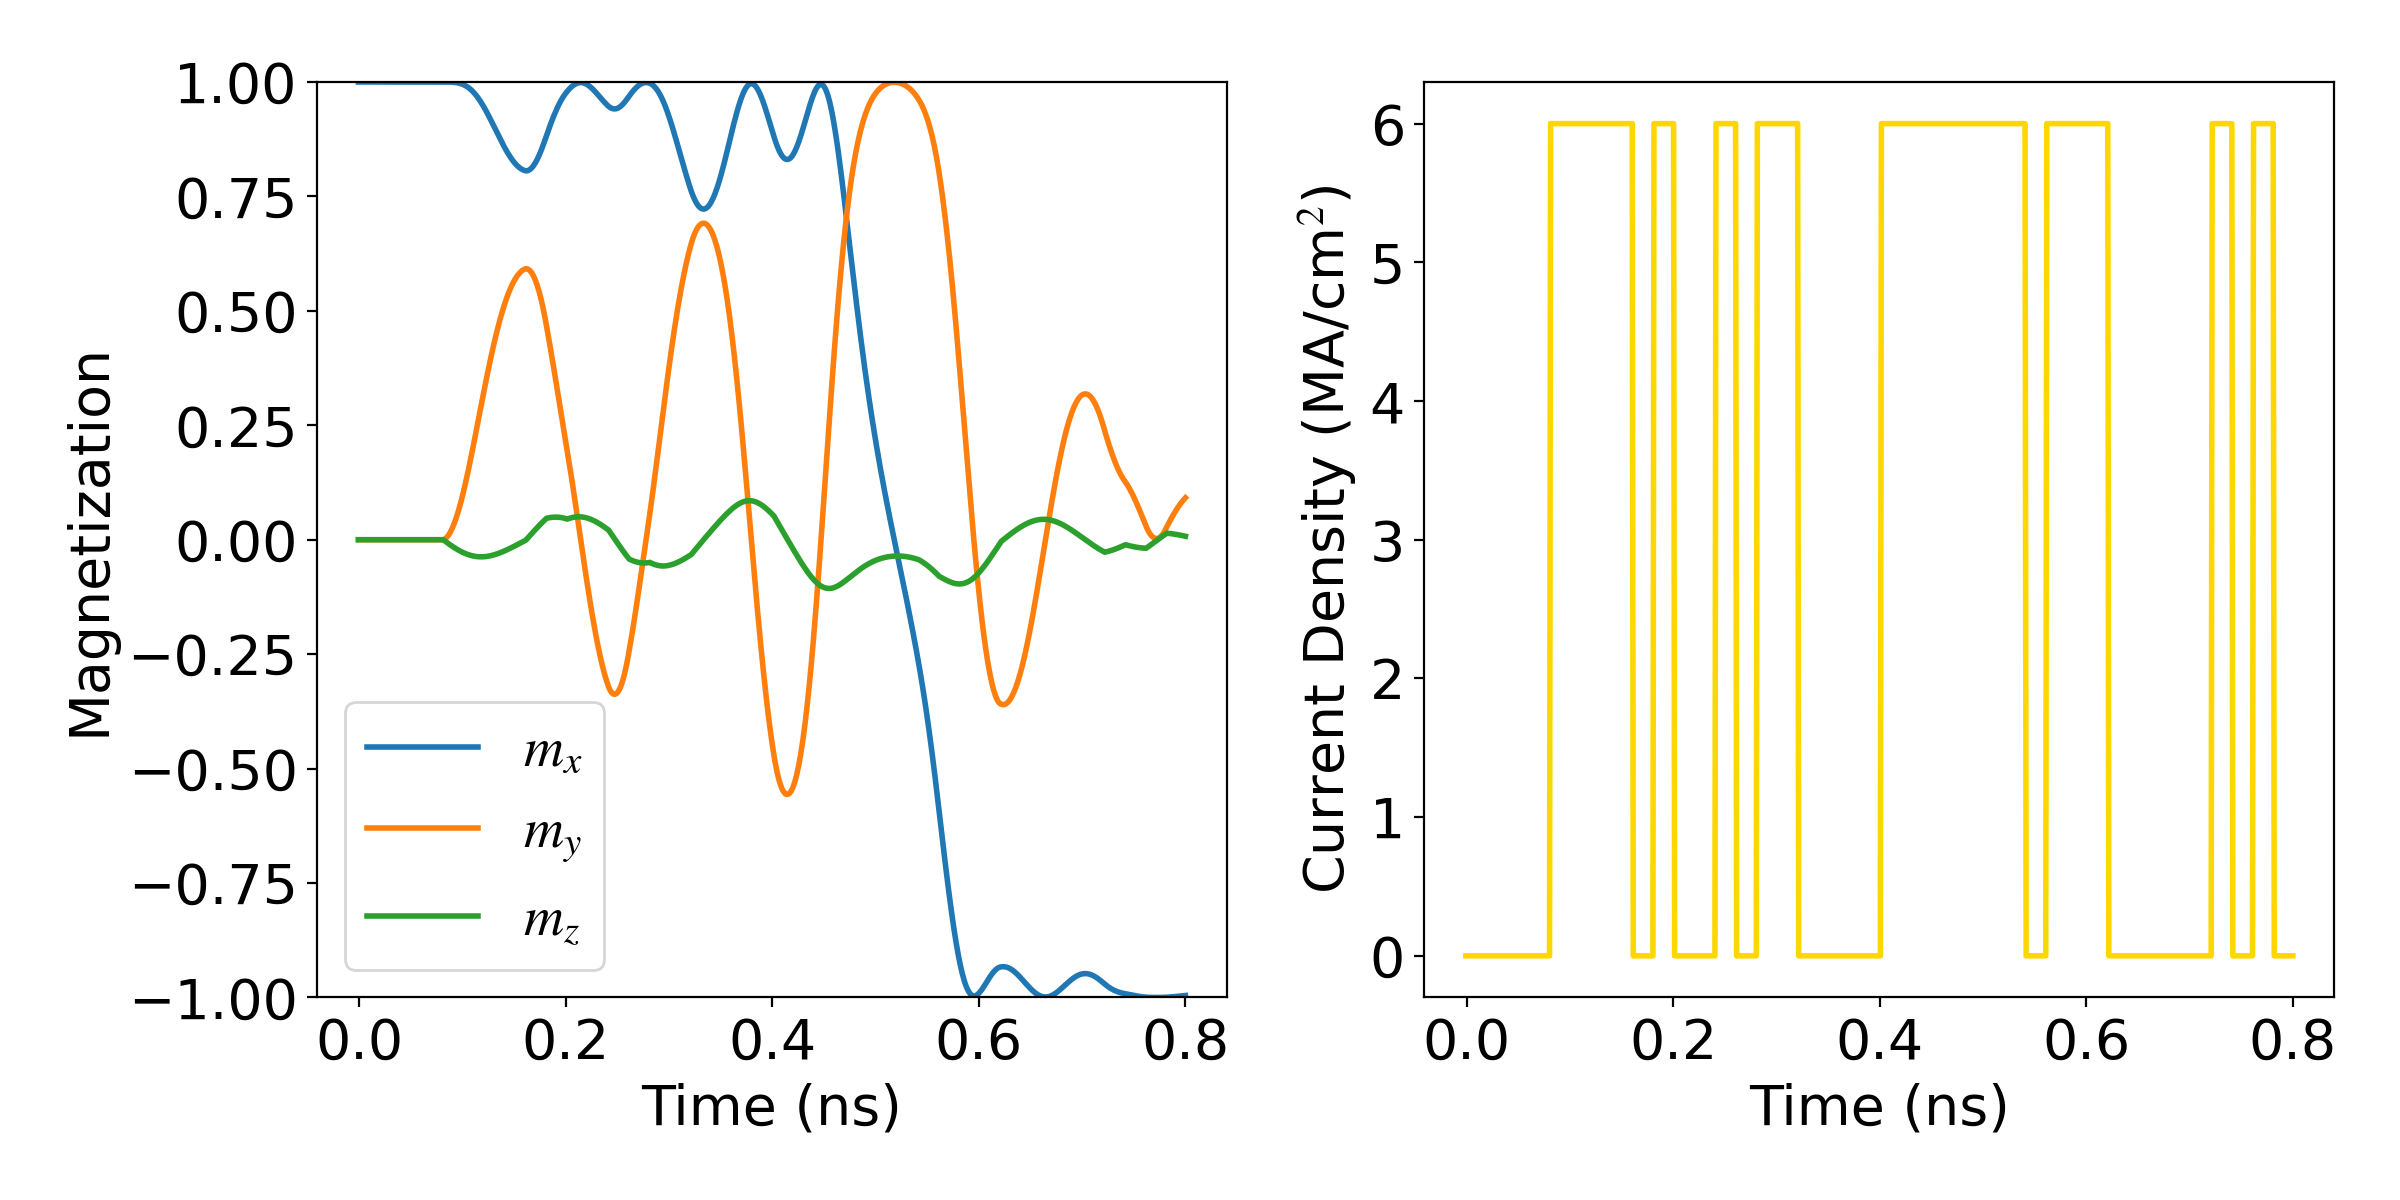 1.00
0.75
0.50
0.25
0.00
−0.25
−0.50
−0.75
−1.00
Magnetization
m_x
m_y
m_z
0.0 0.2 0.4 0.6 0.8
Time (ns)
6
5
4
3
2
1
0
Current Density (MA/cm²)
0.0 0.2 0.4 0.6 0.8
Time (ns)